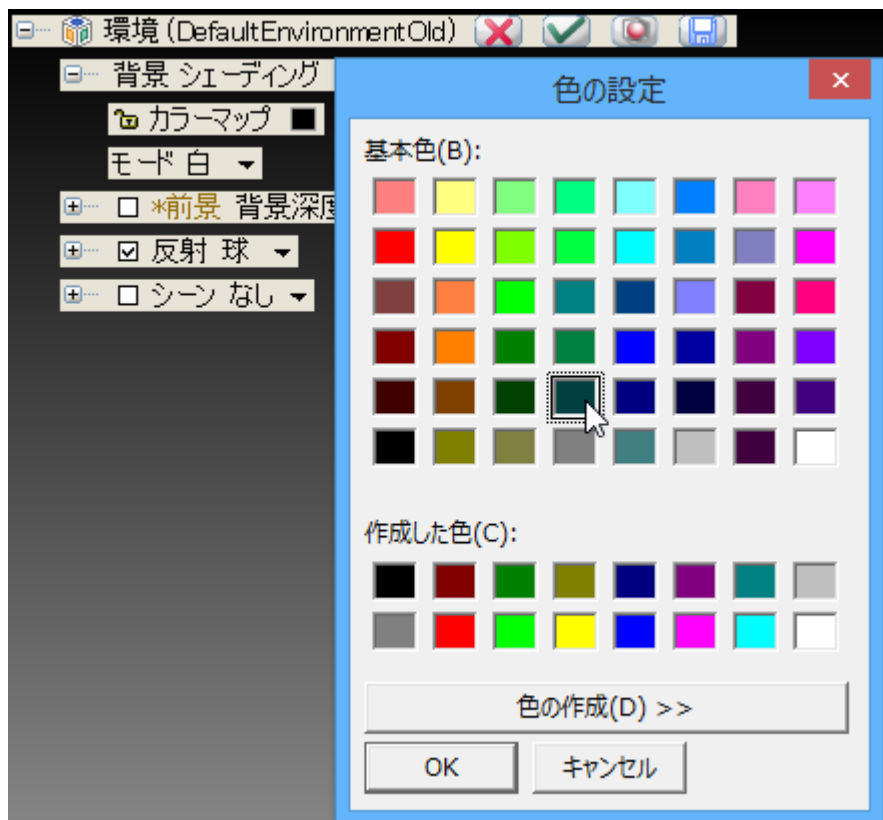 環境 (DefaultEnvironmentOld)
背景 シェーディング
カラーマップ
モード 白
*前景 背景深度
反射 球
シーン なし
色の設定
基本色(B):
作成した色(C):
色の作成(D) >>
OK キャンセル